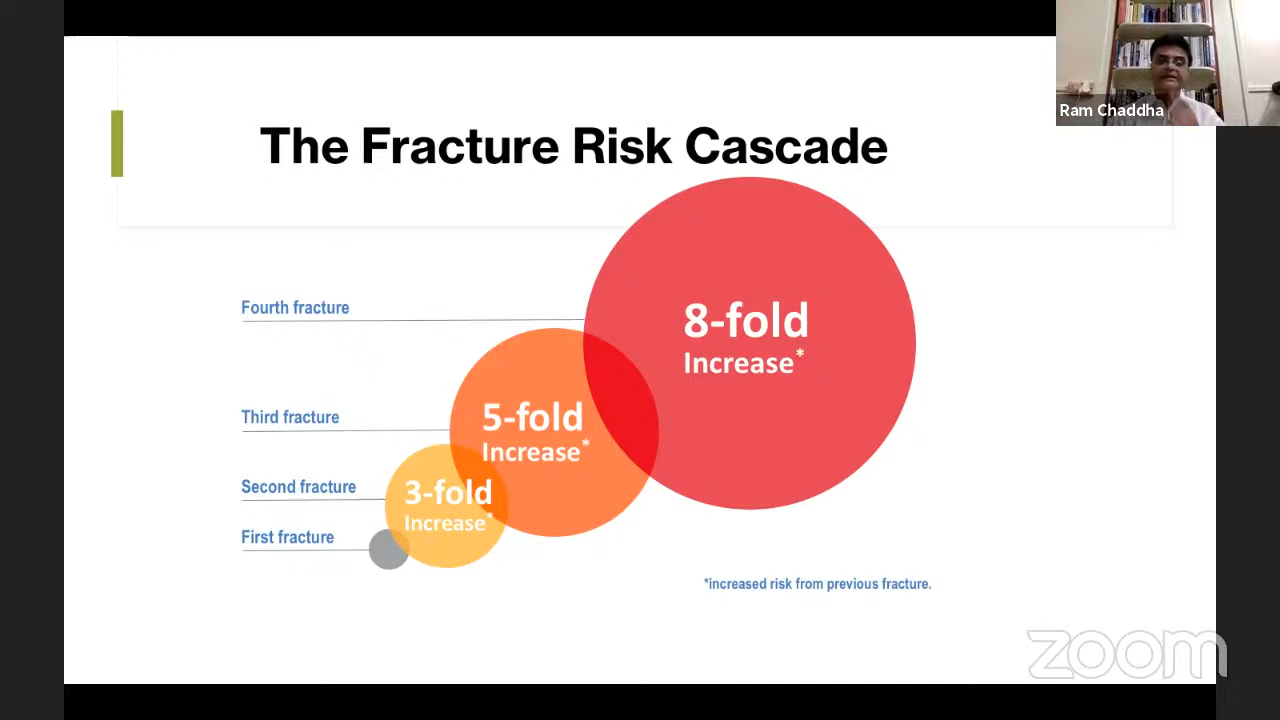 Ram Chaddha
The Fracture Risk Cascade
Fourth fracture
8-fold
Increase*
Third fracture
5-fold
Increase*
Second fracture
3-fold
Increase*
First fracture
*increased risk from previous fracture.
zoom